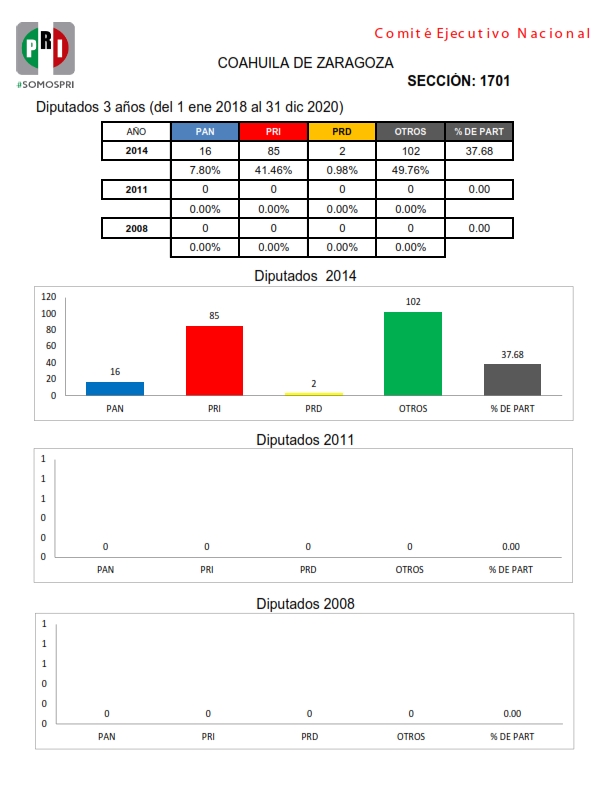 Comité Ejecutivo Nacional
PRI
#SOMOSPRI
COAHUILA DE ZARAGOZA
SECCIÓN: 1701
Diputados 3 años (del 1 ene 2018 al 31 dic 2020)
AÑO PAN PRI PRD OTROS % DE PART
2014 16 85 2 102 37.68
7.80% 41.46% 0.98% 49.76%
2011 0 0 0 0 0.00
0.00% 0.00% 0.00% 0.00%
2008 0 0 0 0 0.00
0.00% 0.00% 0.00% 0.00%
Diputados 2014
120
100
80
60
40
20
0
16 85 2 102 37.68
PAN PRI PRD OTROS % DE PART
Diputados 2011
1
1
1
0
0
0
0 0 0 0 0.00
PAN PRI PRD OTROS % DE PART
Diputados 2008
1
1
1
0
0
0
0 0 0 0 0.00
PAN PRI PRD OTROS % DE PART